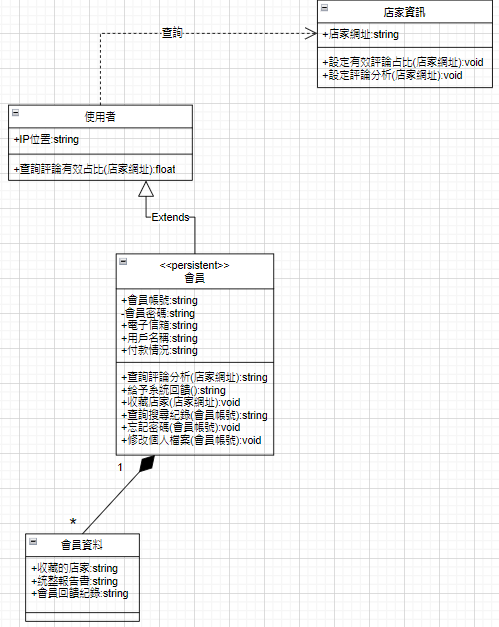 店家資訊
+店家網址:string
+設定有效評論占比(店家網址):void
+設定評論分析(店家網址):void
查詢
使用者
+IP位置:string
+查詢評論有效占比(店家網址):float
Extends
<<persistent>>
會員
+會員帳號:string
-會員密碼:string
+電子信箱:string
+用戶名稱:string
+付款情況:string
+查詢評論分析(店家網址):string
+給予系統回饋():string
+收藏店家(店家網址):void
+查詢搜尋紀錄(會員帳號):string
+忘記密碼(會員帳號):void
+修改個人檔案(會員帳號):void
1
*
會員資料
+收藏的店家:string
+統整報告書:string
+會員回饋紀錄:string